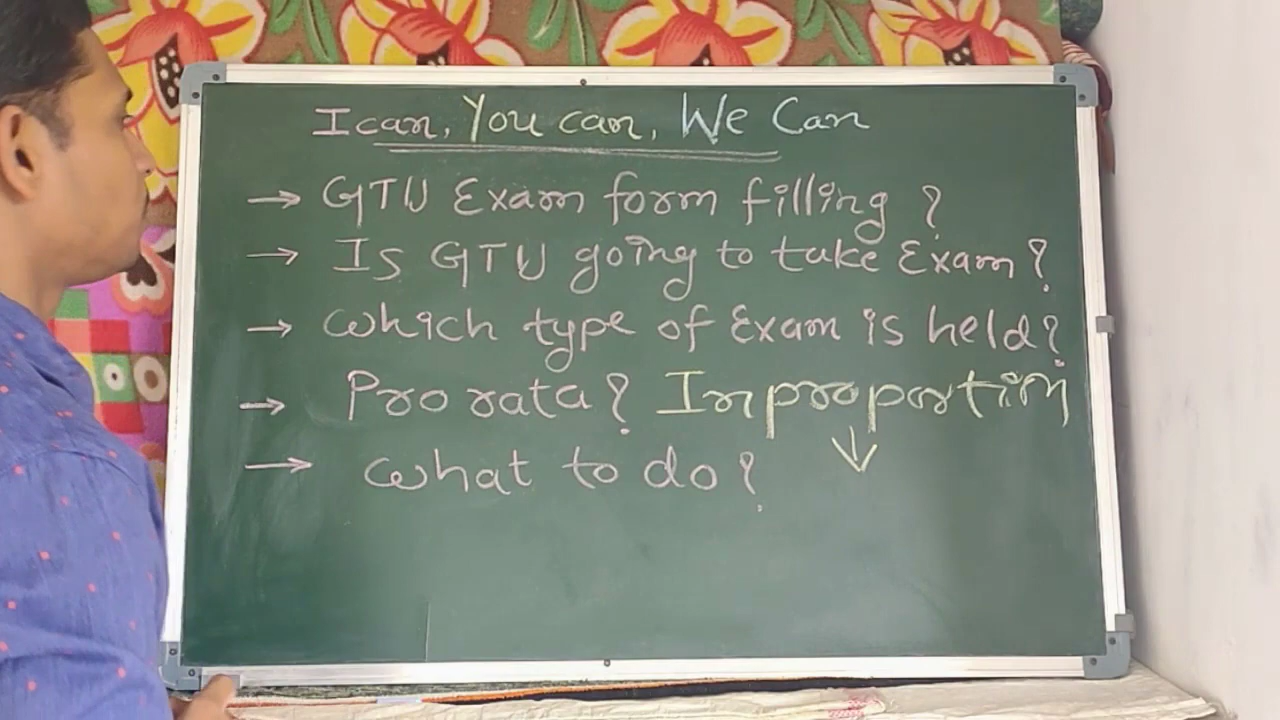 I can, You can, We Can
→ GTU Exam form filling ?
→ Is GTU going to take Exam ?
→ Which type of Exam is held?
→ Pro rata? In proportion
→ What to do?